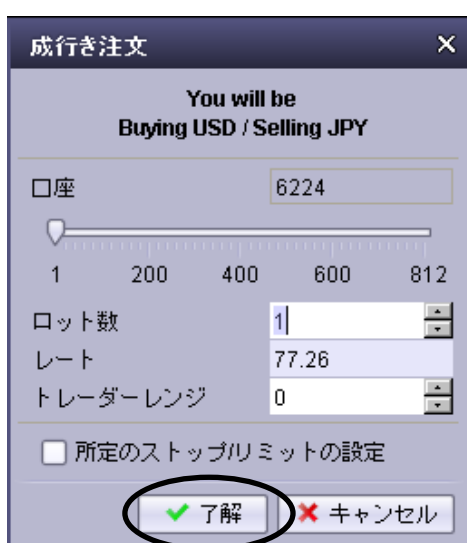 成行き注文
You will be
Buying USD / Selling JPY
口座 6224
1 200 400 600 812
ロット数 1
レート 77.26
トレーダーレンジ 0
所定のストップ/リミットの設定
了解 キャンセル